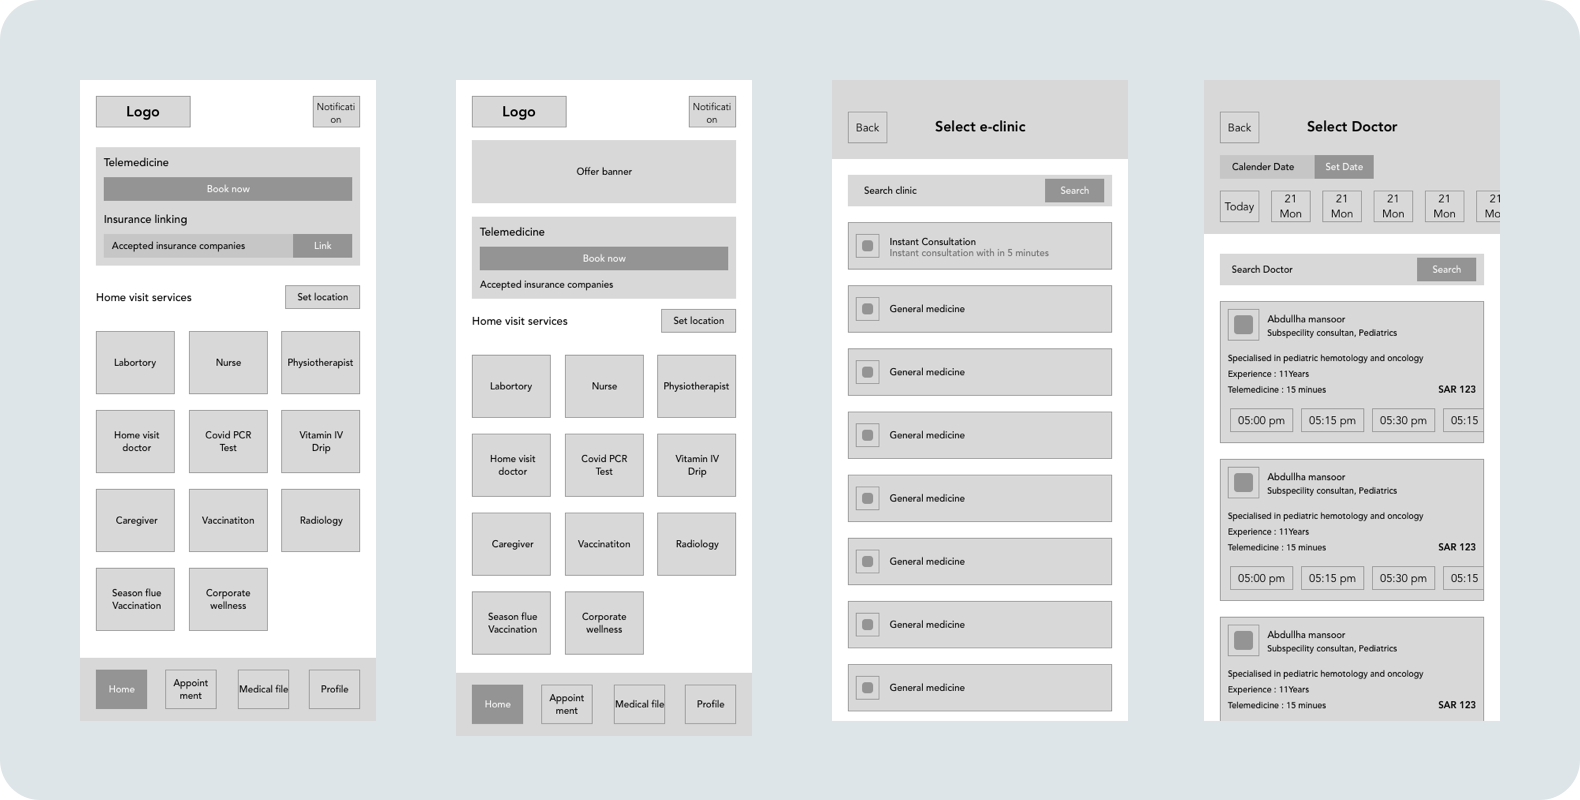 Logo
Notificati
on
Telemedicine
Book now
Insurance linking
Accepted insurance companies
Link
Home visit services
Set location
Labortory
Nurse
Physiotherapist
Home visit
doctor
Covid PCR
Test
Vitamin IV
Drip
Caregiver
Vaccinatiton
Radiology
Season flue
Vaccination
Corporate
wellness
Home
Appoint
ment
Medical file
Profile
Logo
Notificati
on
Offer banner
Telemedicine
Book now
Accepted insurance companies
Home visit services
Set location
Labortory
Nurse
Physiotherapist
Home visit
doctor
Covid PCR
Test
Vitamin IV
Drip
Caregiver
Vaccinatiton
Radiology
Season flue
Vaccination
Corporate
wellness
Home
Appoint
ment
Medical file
Profile
Back
Select e-clinic
Search clinic
Search
Instant Consultation
Instant consultation with in 5 minutes
General medicine
General medicine
General medicine
General medicine
General medicine
General medicine
General medicine
Back
Select Doctor
Calender Date
Set Date
Today
21
Mon
21
Mon
21
Mon
21
Mon
21
Mo
Search Doctor
Search
Abdullha mansoor
Subspecility consultan, Pediatrics
Specialised in pediatric hemotology and oncology
Experience : 11Years
Telemedicine : 15 minues
SAR 123
05:00 pm
05:15 pm
05:30 pm
05:15
Abdullha mansoor
Subspecility consultan, Pediatrics
Specialised in pediatric hemotology and oncology
Experience : 11Years
Telemedicine : 15 minues
SAR 123
05:00 pm
05:15 pm
05:30 pm
05:15
Abdullha mansoor
Subspecility consultan, Pediatrics
Specialised in pediatric hemotology and oncology
Experience : 11Years
Telemedicine : 15 minues
SAR 123